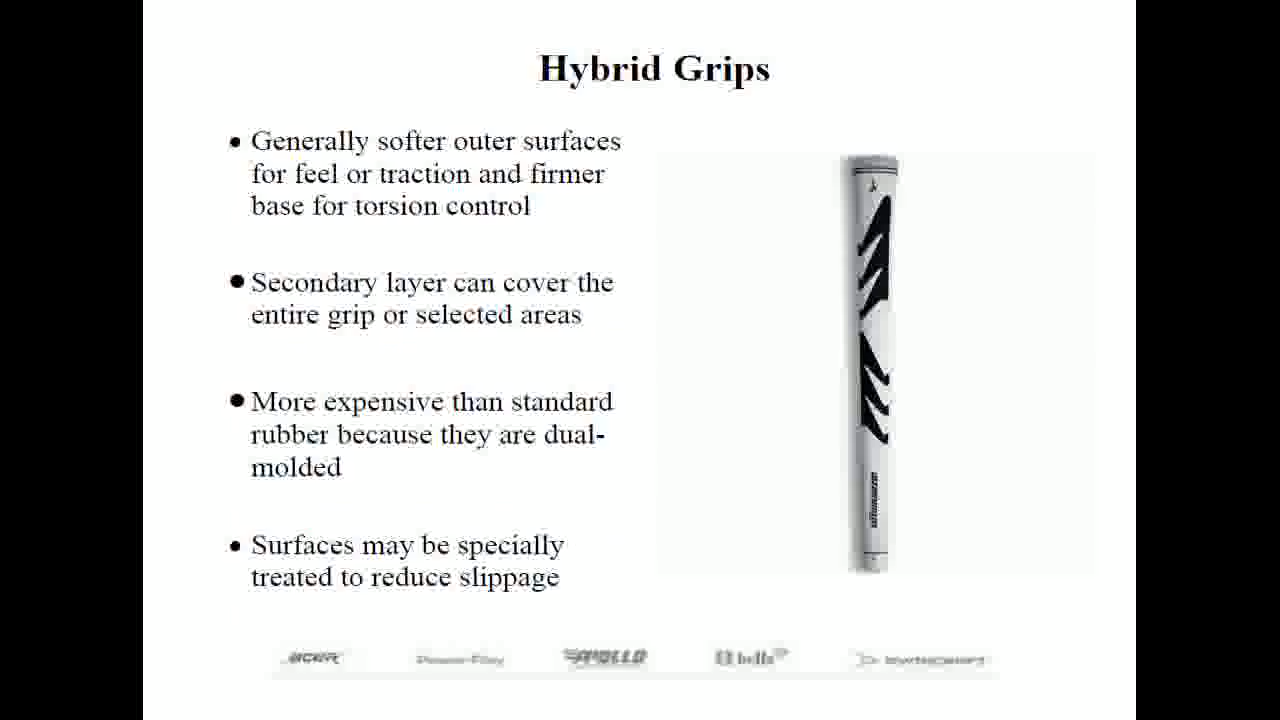 Hybrid Grips
• Generally softer outer surfaces
for feel or traction and firmer
base for torsion control
• Secondary layer can cover the
entire grip or selected areas
• More expensive than standard
rubber because they are dual-
molded
• Surfaces may be specially
treated to reduce slippage
APOLLO